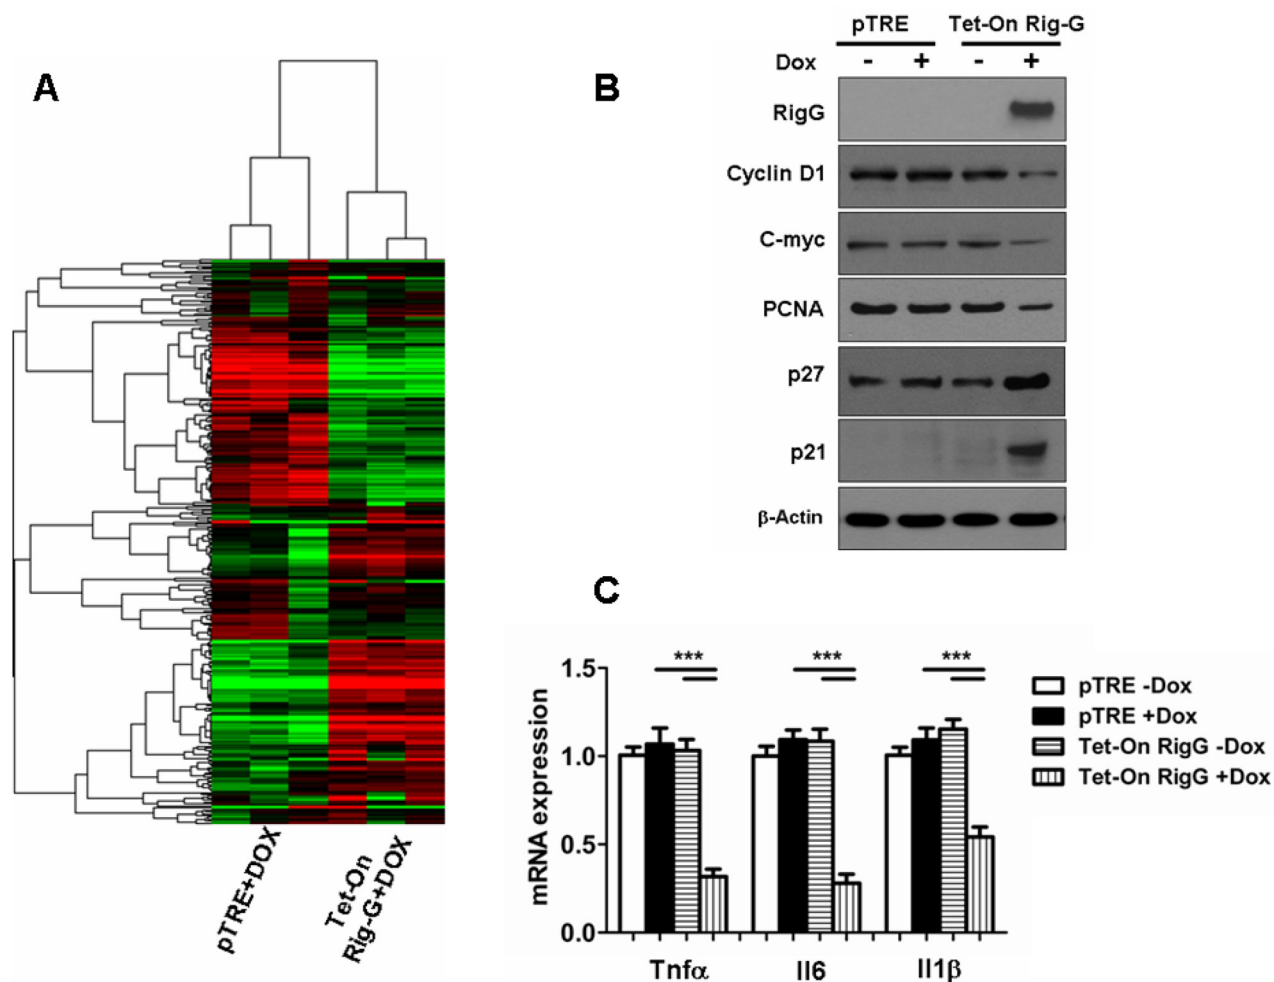 A
pTRE+DOX
Tet-On
Rig-G+DOX
B
pTRE Tet-On Rig-G
Dox - + - +
RigG
Cyclin D1
C-myc
PCNA
p27
p21
β-Actin
C
mRNA expression
1.5
1.0
0.5
0.0
*** *** ***
Tnfα Il6 Il1β
pTRE -Dox
pTRE +Dox
Tet-On RigG -Dox
Tet-On RigG +Dox